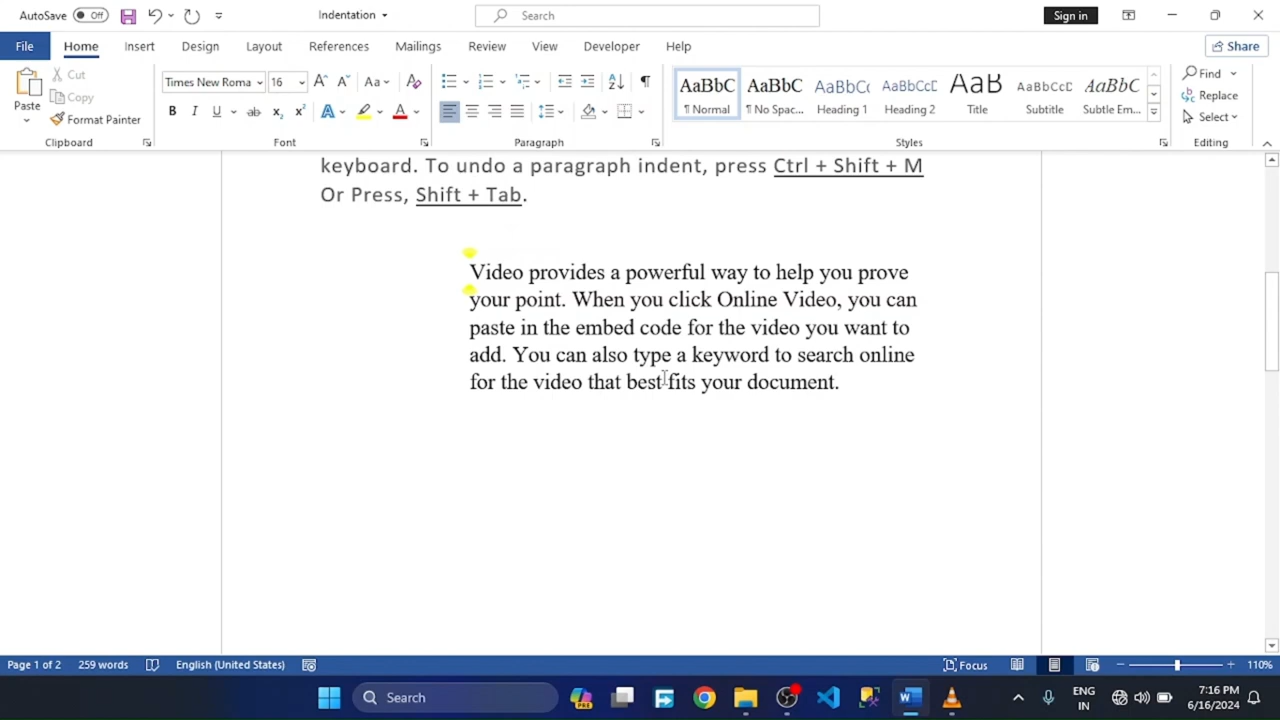 AutoSave Off Indentation Search Sign in
File Home Insert Design Layout References Mailings Review View Developer Help Share
Paste Cut Copy Format Painter
Times New Roma 16 Aa
B I U ab x2 x2 A A
AaBbCc AaBbCc AaBbCc AaBbCcC AaB AaBbCcD AaBbCc
¶ Normal ¶ No Spac... Heading 1 Heading 2 Title Subtitle Subtle Em...
Find Replace Select
Clipboard Font Paragraph Styles Editing
keyboard. To undo a paragraph indent, press Ctrl + Shift + M
Or Press, Shift + Tab.
Video provides a powerful way to help you prove
your point. When you click Online Video, you can
paste in the embed code for the video you want to
add. You can also type a keyword to search online
for the video that best fits your document.
Page 1 of 2 259 words English (United States) Focus 110%
Search ENG IN 7:16 PM 6/16/2024